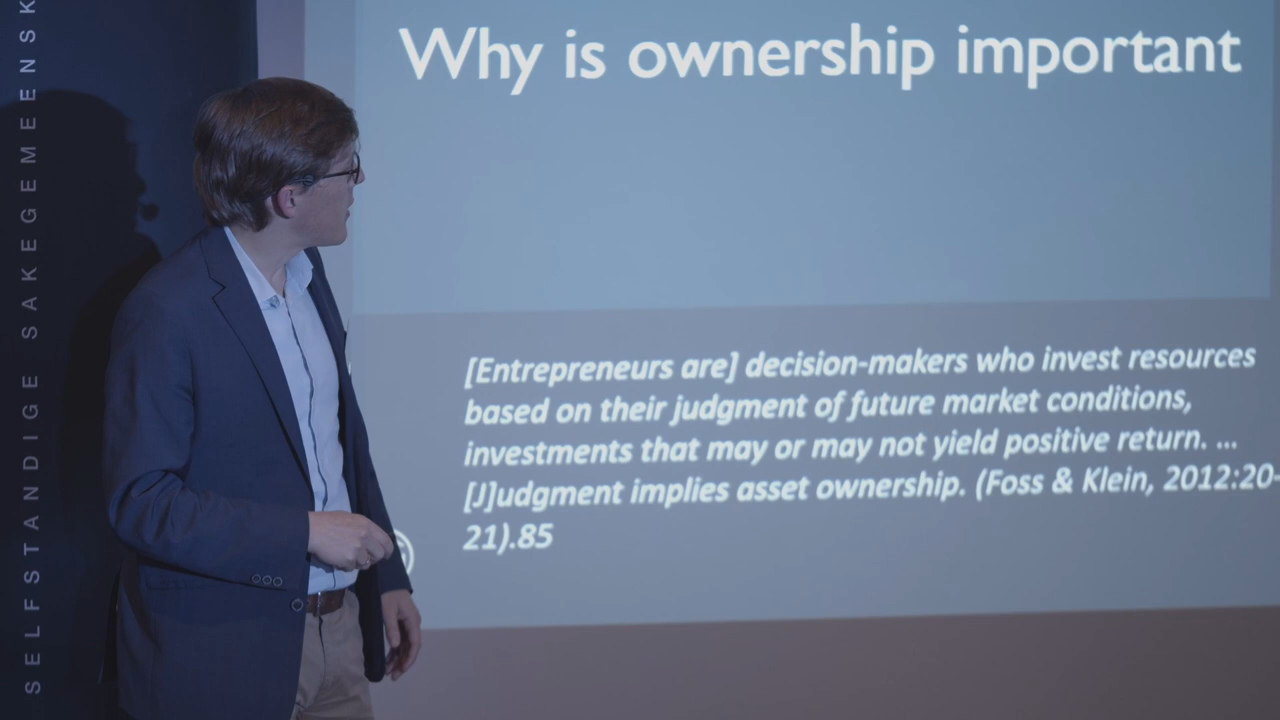 SELFSTANDIGE SAKEGEMEENSK
Why is ownership important
[Entrepreneurs are] decision-makers who invest resources
based on their judgment of future market conditions,
investments that may or may not yield positive return. ...
[J]udgment implies asset ownership. (Foss & Klein, 2012:20-
21).85